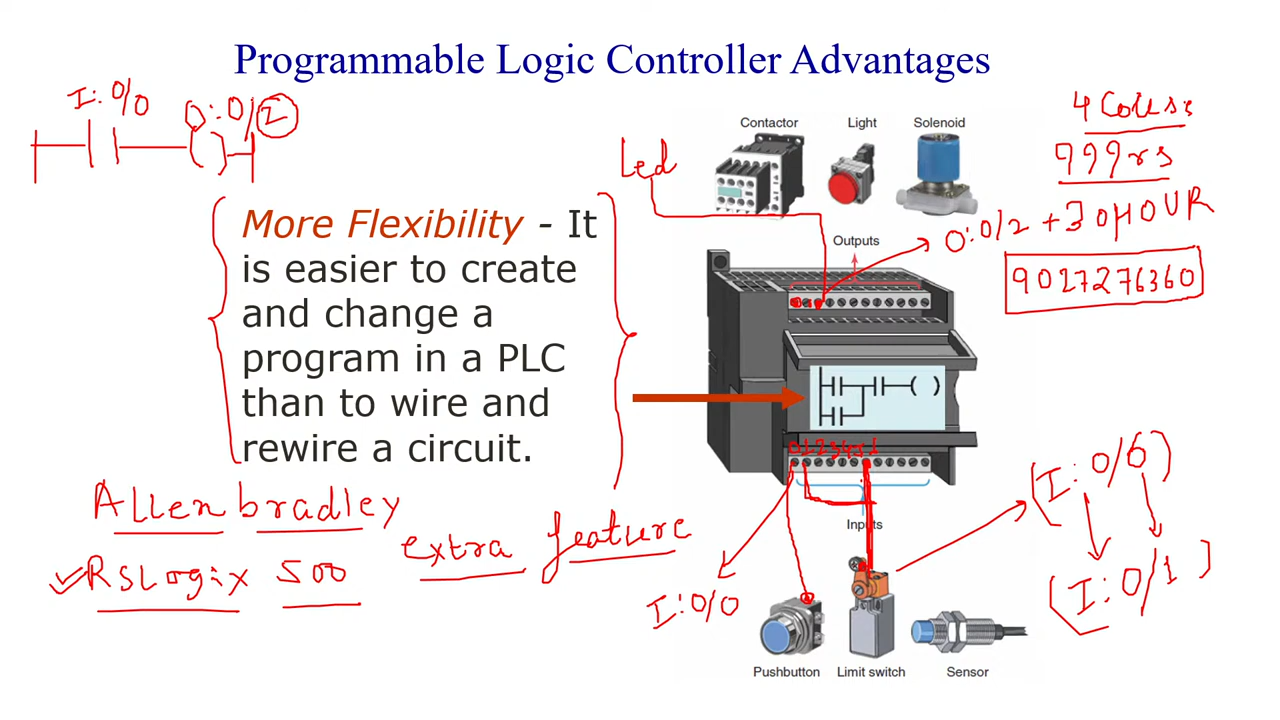 Programmable Logic Controller Advantages
I:0/0
O:0/2
More Flexibility - It
is easier to create
and change a
program in a PLC
than to wire and
rewire a circuit.
Allen bradley
RSLogix 500
extra feature
Led
Contactor
Light
Solenoid
Outputs
999rs
O:0/2 + 30HOUR
9027276360
Inputs
I:0/0
Pushbutton
Limit switch
Sensor
(I:0/6)
(I:0/1)